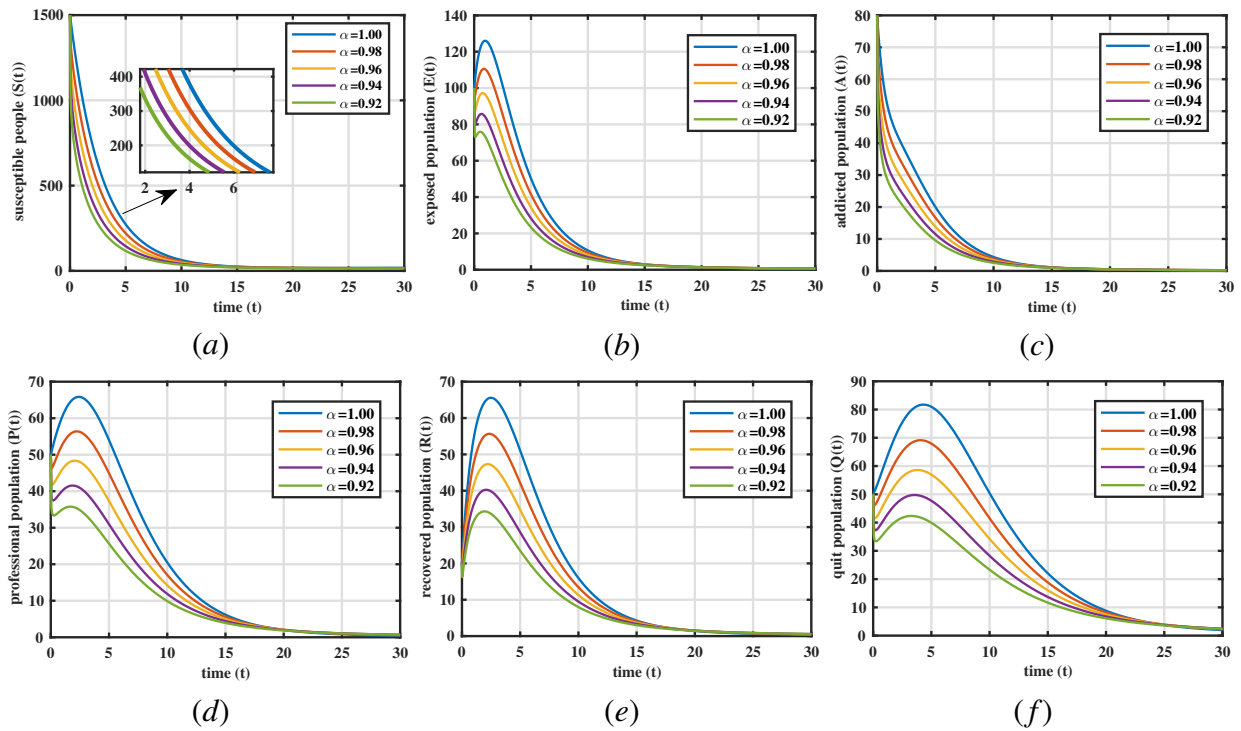 susceptible people (S(t))
1500
1000
500
0
400
300
200
2 4 6
α=1.00
α=0.98
α=0.96
α=0.94
α=0.92
0 5 10 15 20 25 30
time (t)
(a)
exposed population (E(t))
140
120
100
80
60
40
20
0
α=1.00
α=0.98
α=0.96
α=0.94
α=0.92
0 5 10 15 20 25 30
time (t)
(b)
addicted population (A(t))
80
70
60
50
40
30
20
10
0
α=1.00
α=0.98
α=0.96
α=0.94
α=0.92
0 5 10 15 20 25 30
time (t)
(c)
professional population (P(t))
70
60
50
40
30
20
10
0
α=1.00
α=0.98
α=0.96
α=0.94
α=0.92
0 5 10 15 20 25 30
time (t)
(d)
recovered population (R(t))
70
60
50
40
30
20
10
0
α=1.00
α=0.98
α=0.96
α=0.94
α=0.92
0 5 10 15 20 25 30
time (t)
(e)
quit population (Q(t))
90
80
70
60
50
40
30
20
10
0
α=1.00
α=0.98
α=0.96
α=0.94
α=0.92
0 5 10 15 20 25 30
time (t)
(f)